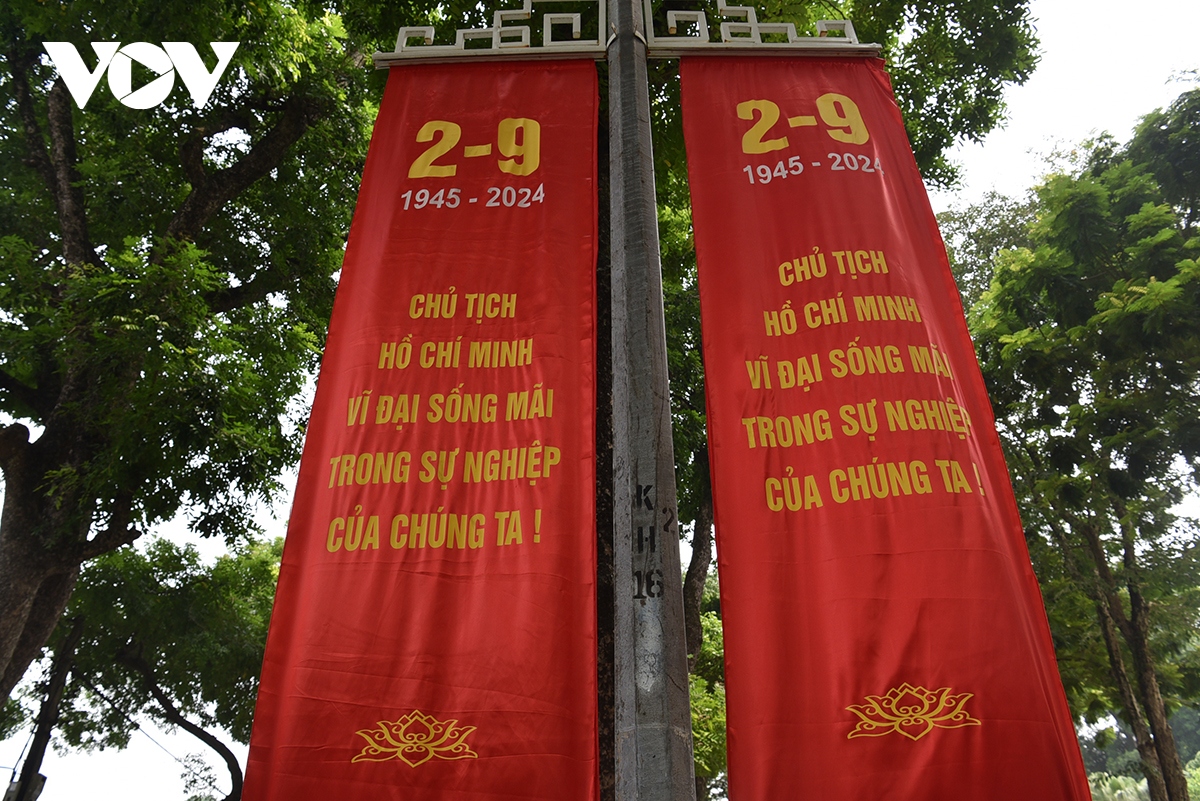 VOV
2-9
1945 - 2024
CHỦ TỊCH
HỒ CHÍ MINH
VĨ ĐẠI SỐNG MÃI
TRONG SỰ NGHIỆP
CỦA CHÚNG TA !
2-9
1945 - 2024
CHỦ TỊCH
HỒ CHÍ MINH
VĨ ĐẠI SỐNG MÃI
TRONG SỰ NGHIỆP
CỦA CHÚNG TA !
K
2
H
16